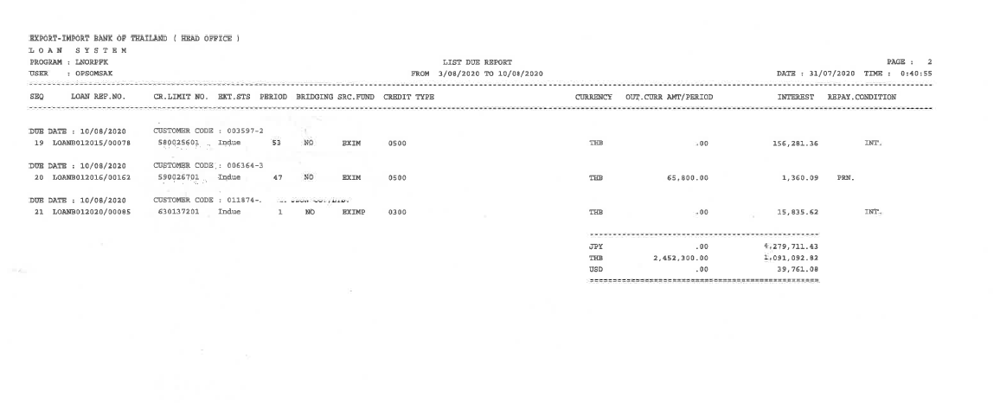 EXPORT-IMPORT BANK OF THAILAND ( HEAD OFFICE )
L O A N   S Y S T E M
PROGRAM : LNORPFK LIST DUE REPORT PAGE : 2
USER : OPSOMSAK FROM 3/08/2020 TO 10/08/2020 DATE : 31/07/2020 TIME : 0:40:55
SEQ LOAN REF.NO. CR.LIMIT NO. EXT.STS PERIOD BRIDGING SRC.FUND CREDIT TYPE CURRENCY OUT.CURR AMT/PERIOD INTEREST REPAY.CONDITION
DUE DATE : 10/08/2020 CUSTOMER CODE : 003597-2
19 LOANB012015/00078 580025601 Indue 53 NO EXIM 0500 THB .00 156,281.36 INT.
DUE DATE : 10/08/2020 CUSTOMER CODE : 006364-3
20 LOANB012016/00162 590026701 Indue 47 NO EXIM 0500 THB 65,800.00 1,360.09 PRN.
DUE DATE : 10/08/2020 CUSTOMER CODE : 011874-
21 LOANB012020/00085 630137201 Indue 1 NO EXIMP 0300 THB .00 15,835.62 INT.
JPY .00 4,279,711.43
THB 2,452,300.00 1,091,092.82
USD .00 39,761.08